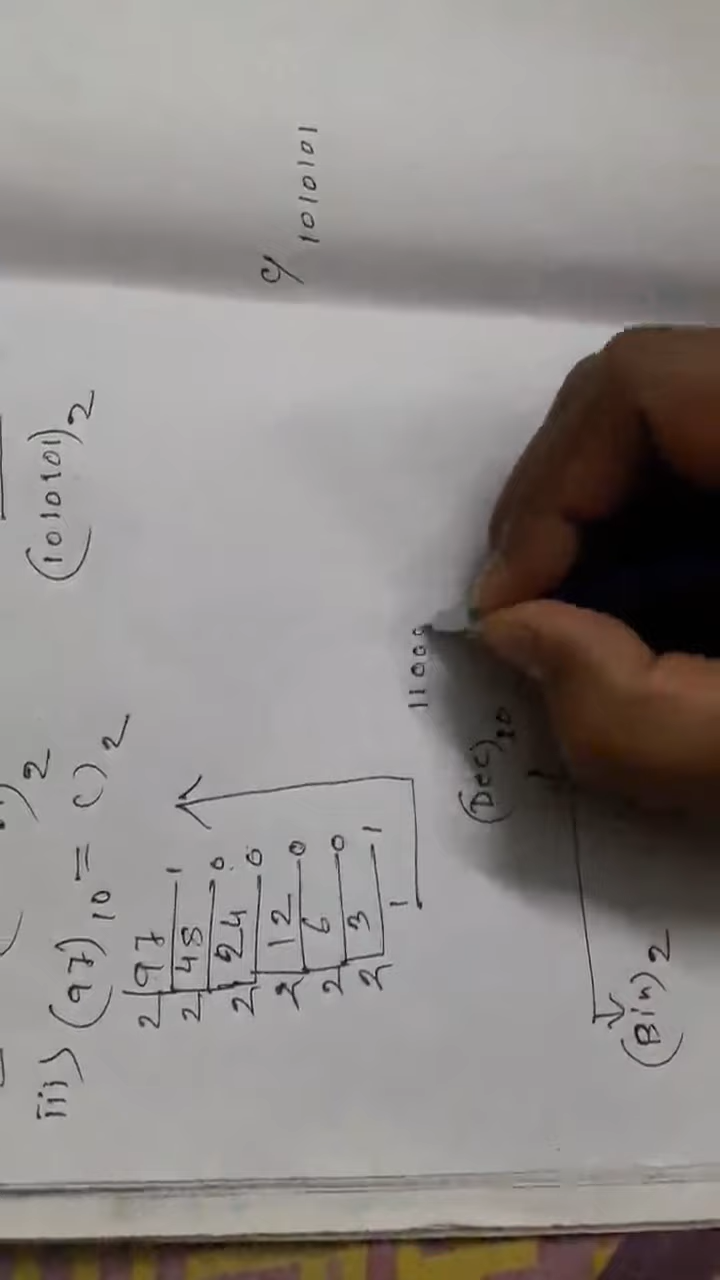 (1010101)₂
c/ 1010101
iii) (97)₁₀ = ( )₂
2 | 97 1
2 | 48 0
2 | 24 0
2 | 12 0
2 | 6 0
2 | 3 1
1
11000
(Dec)₁₀
(Bin)₂